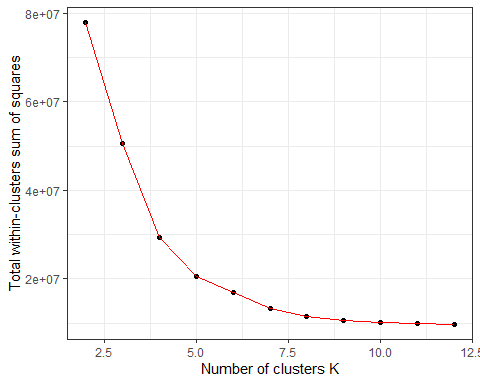 Total within-clusters sum of squares
8e+07
6e+07
4e+07
2e+07
2.5 5.0 7.5 10.0 12.5
Number of clusters K